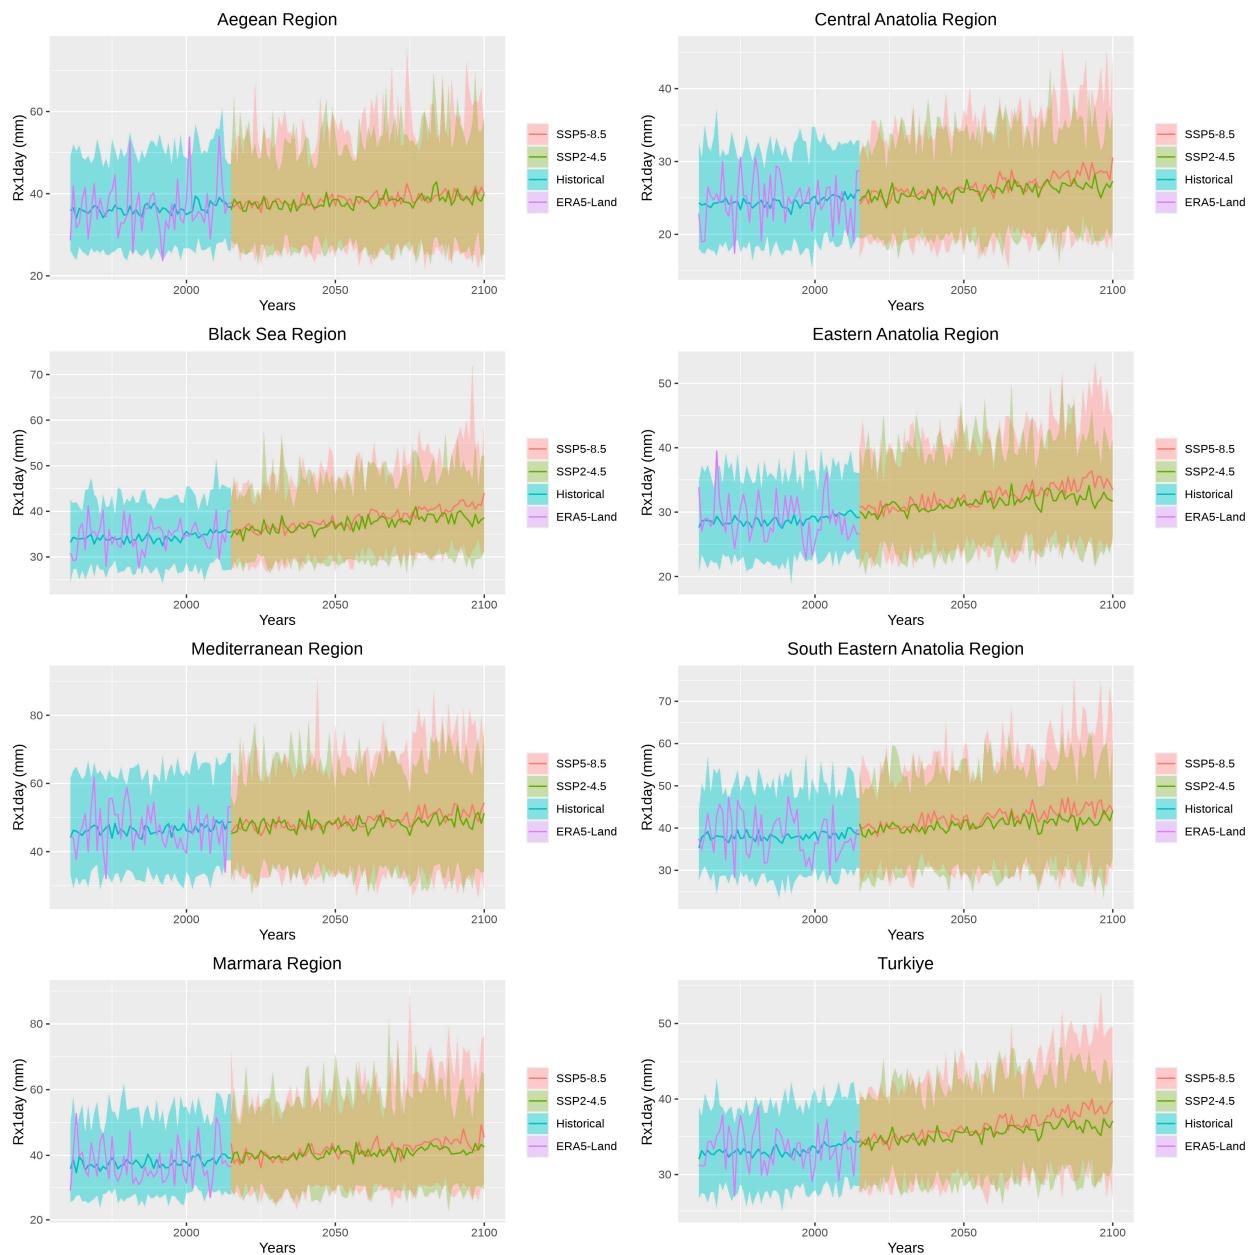 Aegean Region
Rx1day (mm)
60
40
20
2000 2050 2100
Years
SSP5-8.5
SSP2-4.5
Historical
ERA5-Land
Central Anatolia Region
Rx1day (mm)
40
30
20
2000 2050 2100
Years
SSP5-8.5
SSP2-4.5
Historical
ERA5-Land
Black Sea Region
Rx1day (mm)
70
60
50
40
30
2000 2050 2100
Years
SSP5-8.5
SSP2-4.5
Historical
ERA5-Land
Eastern Anatolia Region
Rx1day (mm)
50
40
30
20
2000 2050 2100
Years
SSP5-8.5
SSP2-4.5
Historical
ERA5-Land
Mediterranean Region
Rx1day (mm)
80
60
40
2000 2050 2100
Years
SSP5-8.5
SSP2-4.5
Historical
ERA5-Land
South Eastern Anatolia Region
Rx1day (mm)
70
60
50
40
30
2000 2050 2100
Years
SSP5-8.5
SSP2-4.5
Historical
ERA5-Land
Marmara Region
Rx1day (mm)
80
60
40
20
2000 2050 2100
Years
SSP5-8.5
SSP2-4.5
Historical
ERA5-Land
Turkiye
Rx1day (mm)
50
40
30
2000 2050 2100
Years
SSP5-8.5
SSP2-4.5
Historical
ERA5-Land